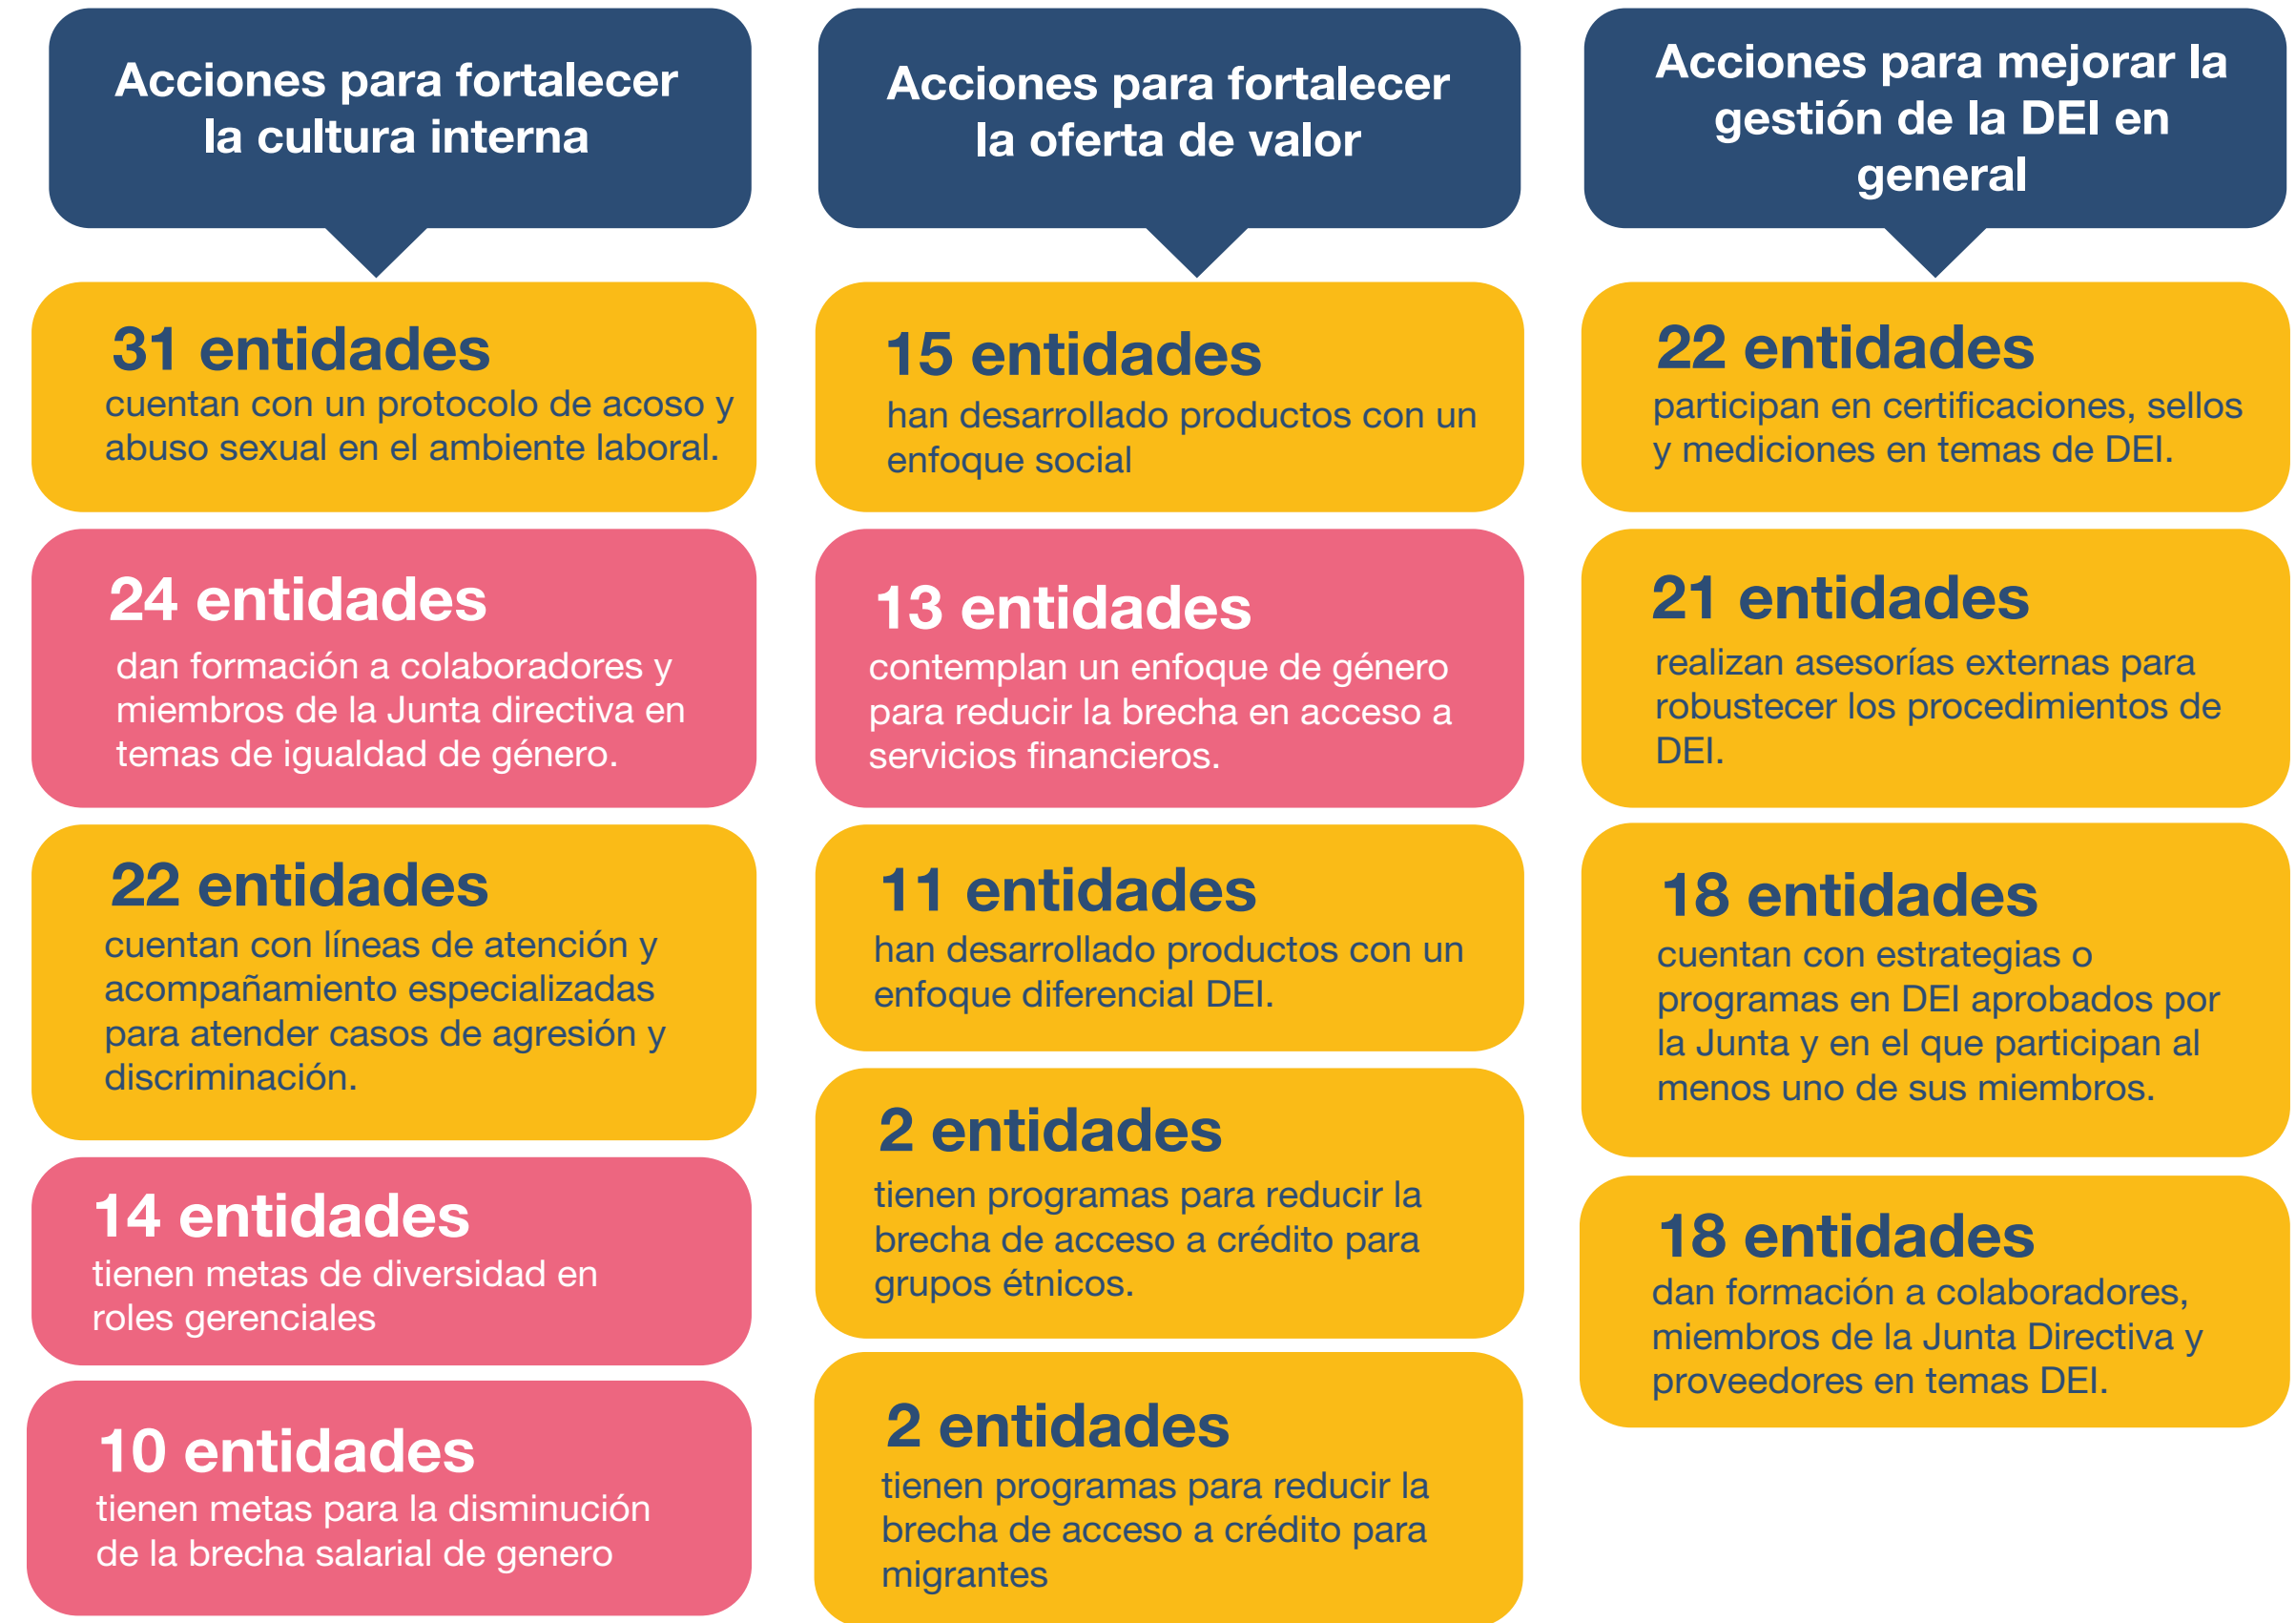 Acciones para fortalecer
la cultura interna
31 entidades
cuentan con un protocolo de acoso y
abuso sexual en el ambiente laboral.
24 entidades
dan formación a colaboradores y
miembros de la Junta directiva en
temas de igualdad de género.
22 entidades
cuentan con líneas de atención y
acompañamiento especializadas
para atender casos de agresión y
discriminación.
14 entidades
tienen metas de diversidad en
roles gerenciales
10 entidades
tienen metas para la disminución
de la brecha salarial de genero
Acciones para fortalecer
la oferta de valor
15 entidades
han desarrollado productos con un
enfoque social
13 entidades
contemplan un enfoque de género
para reducir la brecha en acceso a
servicios financieros.
11 entidades
han desarrollado productos con un
enfoque diferencial DEI.
2 entidades
tienen programas para reducir la
brecha de acceso a crédito para
grupos étnicos.
2 entidades
tienen programas para reducir la
brecha de acceso a crédito para
migrantes
Acciones para mejorar la
gestión de la DEI en
general
22 entidades
participan en certificaciones, sellos
y mediciones en temas de DEI.
21 entidades
realizan asesorías externas para
robustecer los procedimientos de
DEI.
18 entidades
cuentan con estrategias o
programas en DEI aprobados por
la Junta y en el que participan al
menos uno de sus miembros.
18 entidades
dan formación a colaboradores,
miembros de la Junta Directiva y
proveedores en temas DEI.